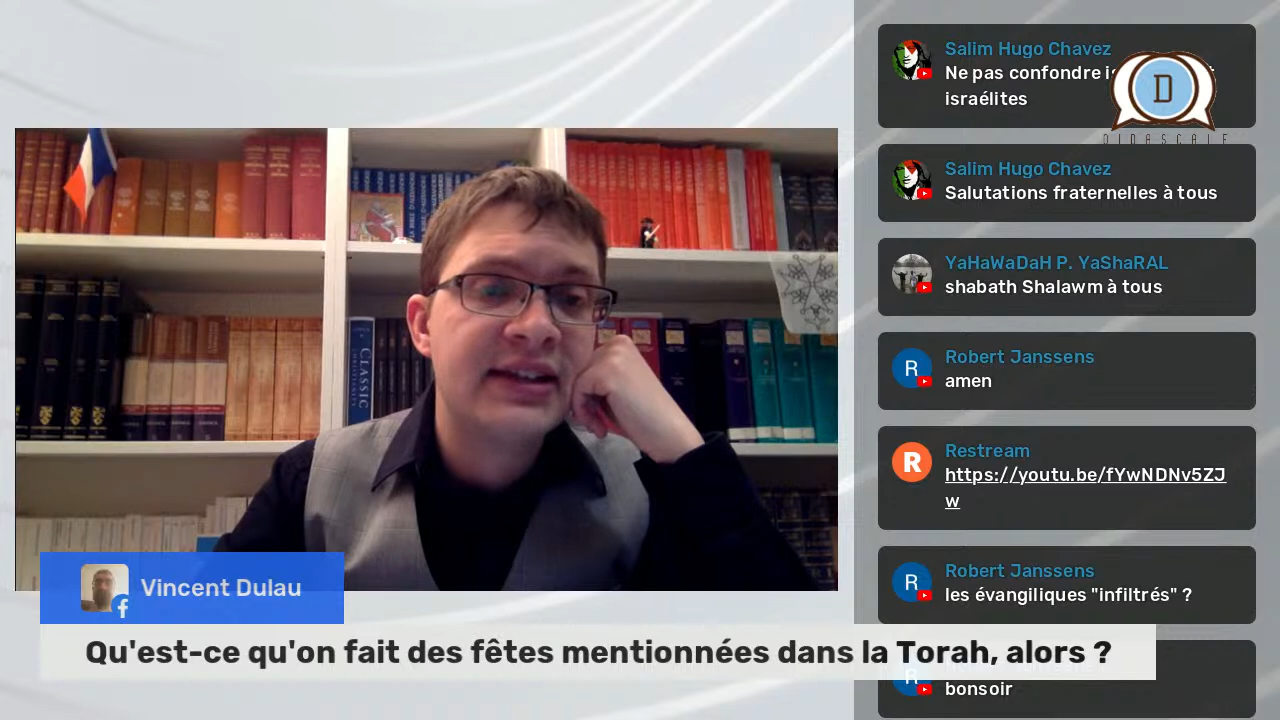 Salim Hugo Chavez
Ne pas confondre
israélites
D
DIDASCALE
Salim Hugo Chavez
Salutations fraternelles à tous
YaHaWaDaH P. YaShaRAL
shabath Shalawm à tous
Robert Janssens
amen
R
Restream
https://youtu.be/fYwNDNv5ZJ
w
R
Robert Janssens
les évangiliques "infiltrés" ?
bonsoir
CLASSIC
Vincent Dulau
Qu'est-ce qu'on fait des fêtes mentionnées dans la Torah, alors ?